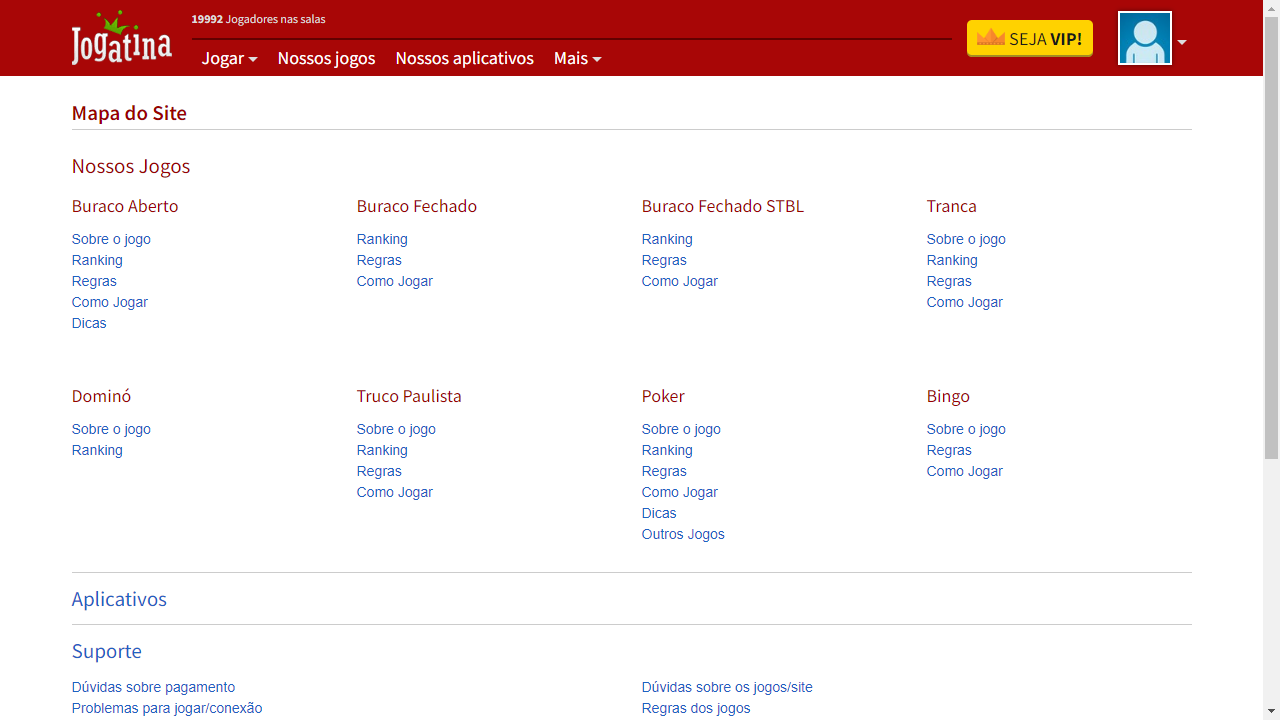 Jogatina
19992 Jogadores nas salas
Jogar
Nossos jogos
Nossos aplicativos
Mais
SEJA VIP!
Mapa do Site
Nossos Jogos
Buraco Aberto
Sobre o jogo
Ranking
Regras
Como Jogar
Dicas
Buraco Fechado
Ranking
Regras
Como Jogar
Buraco Fechado STBL
Ranking
Regras
Como Jogar
Tranca
Sobre o jogo
Ranking
Regras
Como Jogar
Dominó
Sobre o jogo
Ranking
Truco Paulista
Sobre o jogo
Ranking
Regras
Como Jogar
Poker
Sobre o jogo
Ranking
Regras
Como Jogar
Dicas
Outros Jogos
Bingo
Sobre o jogo
Regras
Como Jogar
Aplicativos
Suporte
Dúvidas sobre pagamento
Problemas para jogar/conexão
Dúvidas sobre os jogos/site
Regras dos jogos